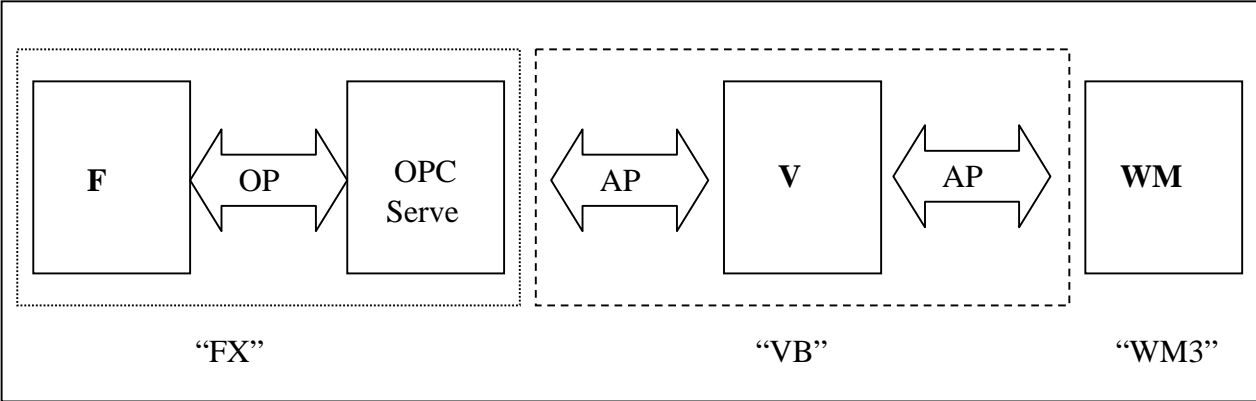 F
OP
OPC
Serve
AP
V
AP
WM
“FX”
“VB”
“WM3”